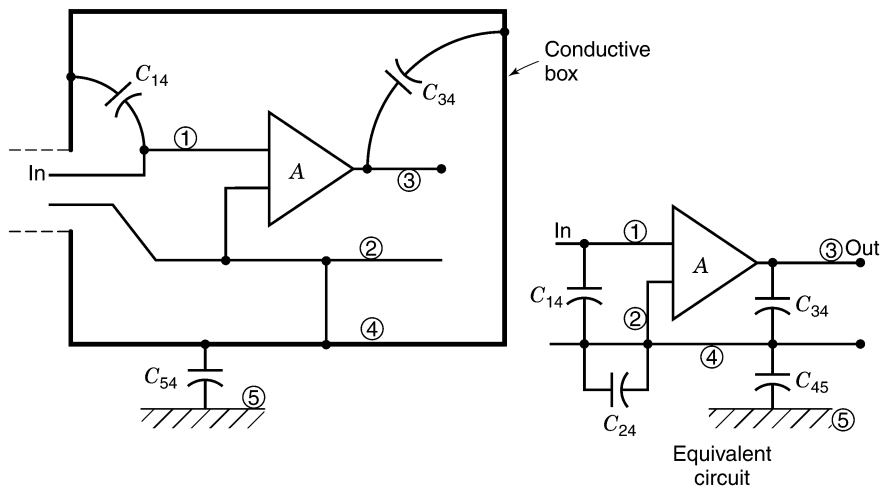 C14
C34
Conductive
box
①
In
A
③
②
④
C54
⑤
In
①
A
③ Out
C14
②
C34
④
C24
C45
⑤
Equivalent
circuit